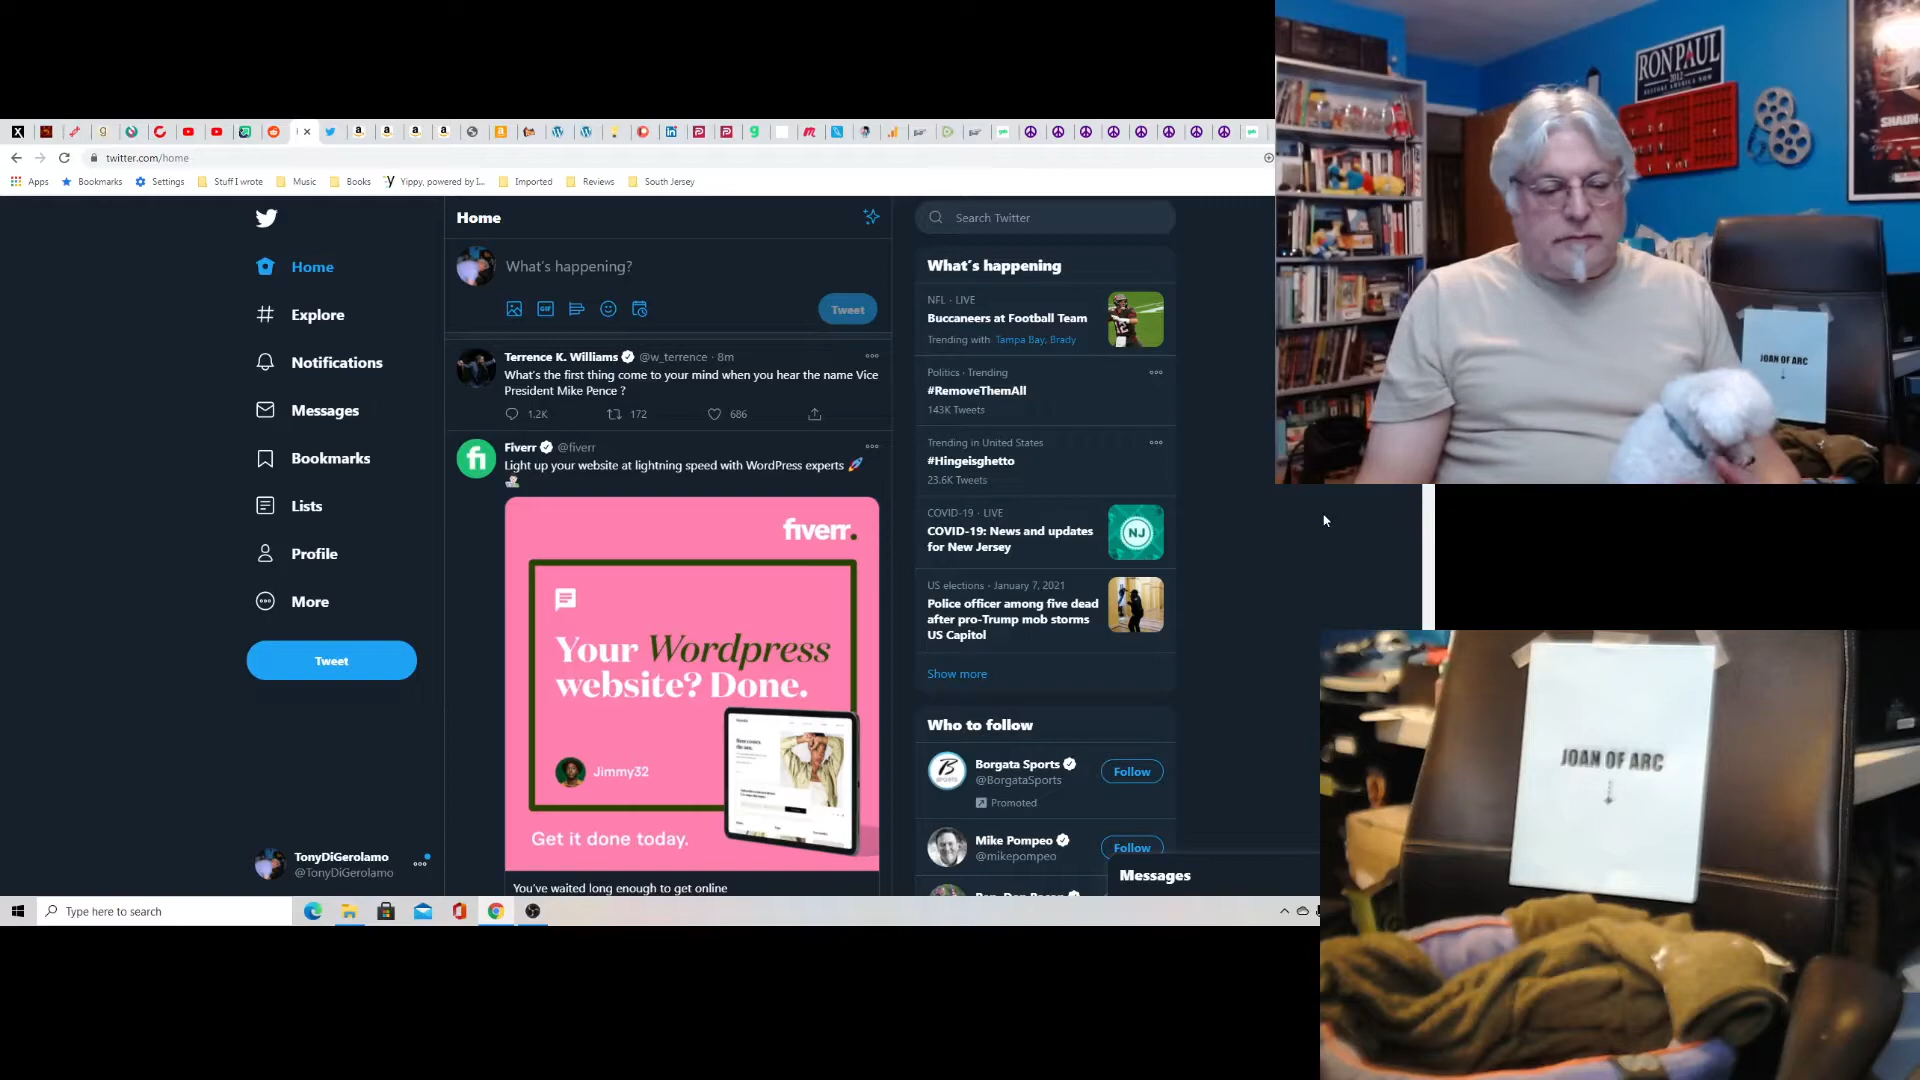 twitter.com/home
Apps Bookmarks Settings Stuff I wrote Music Books Yippy, powered by I... Imported Reviews South Jersey
Home
Explore
Notifications
Messages
Bookmarks
Lists
Profile
More
Tweet
TonyDiGerolamo
@TonyDiGerolamo
Home
What's happening?
GIF
Tweet
Terrence K. Williams @w_terrence · 8m
What's the first thing come to your mind when you hear the name Vice
President Mike Pence ?
1.2K 172 686
Fiverr @fiverr
Light up your website at lightning speed with WordPress experts
fiverr.
Your Wordpress
website? Done.
Jimmy32
Get it done today.
You've waited long enough to get online
Search Twitter
What's happening
NFL · LIVE
Buccaneers at Football Team
Trending with Tampa Bay, Brady
Politics · Trending
#RemoveThemAll
143K Tweets
Trending in United States
#Hingeisghetto
23.6K Tweets
COVID-19 · LIVE
COVID-19: News and updates
for New Jersey
NJ
US elections · January 7, 2021
Police officer among five dead
after pro-Trump mob storms
US Capitol
Show more
Who to follow
Borgata Sports
@BorgataSports
Promoted
Follow
Mike Pompeo
@mikepompeo
Follow
Messages
Type here to search
RON PAUL
2012
RESTORE AMERICA NOW
SHAUN
JOAN OF ARC
JOAN OF ARC